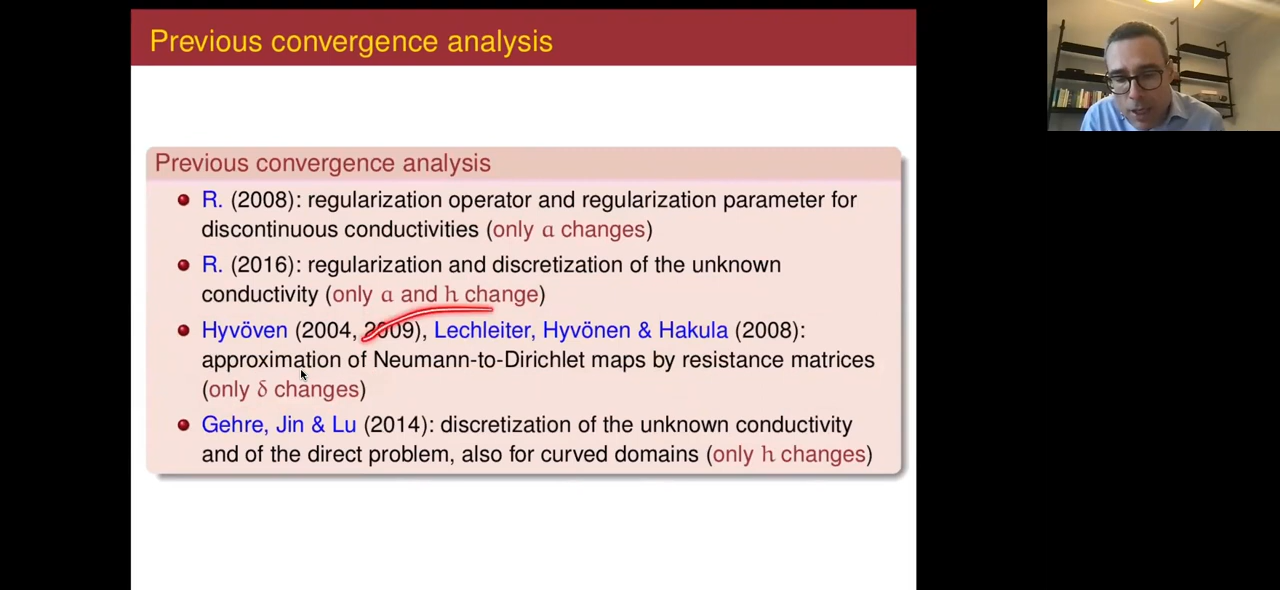 Previous convergence analysis
Previous convergence analysis
R. (2008): regularization operator and regularization parameter for
discontinuous conductivities (only a changes)
R. (2016): regularization and discretization of the unknown
conductivity (only a and h change)
Hyvöven (2004, 2009), Lechleiter, Hyvönen & Hakula (2008):
approximation of Neumann-to-Dirichlet maps by resistance matrices
(only δ changes)
Gehre, Jin & Lu (2014): discretization of the unknown conductivity
and of the direct problem, also for curved domains (only h changes)